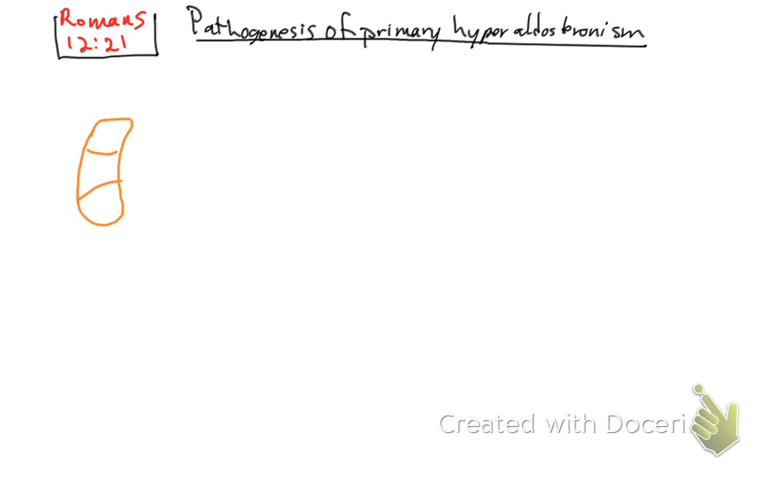 Romans
12:21
Pathogenesis of primary hyperaldosteronism
Created with Doceri